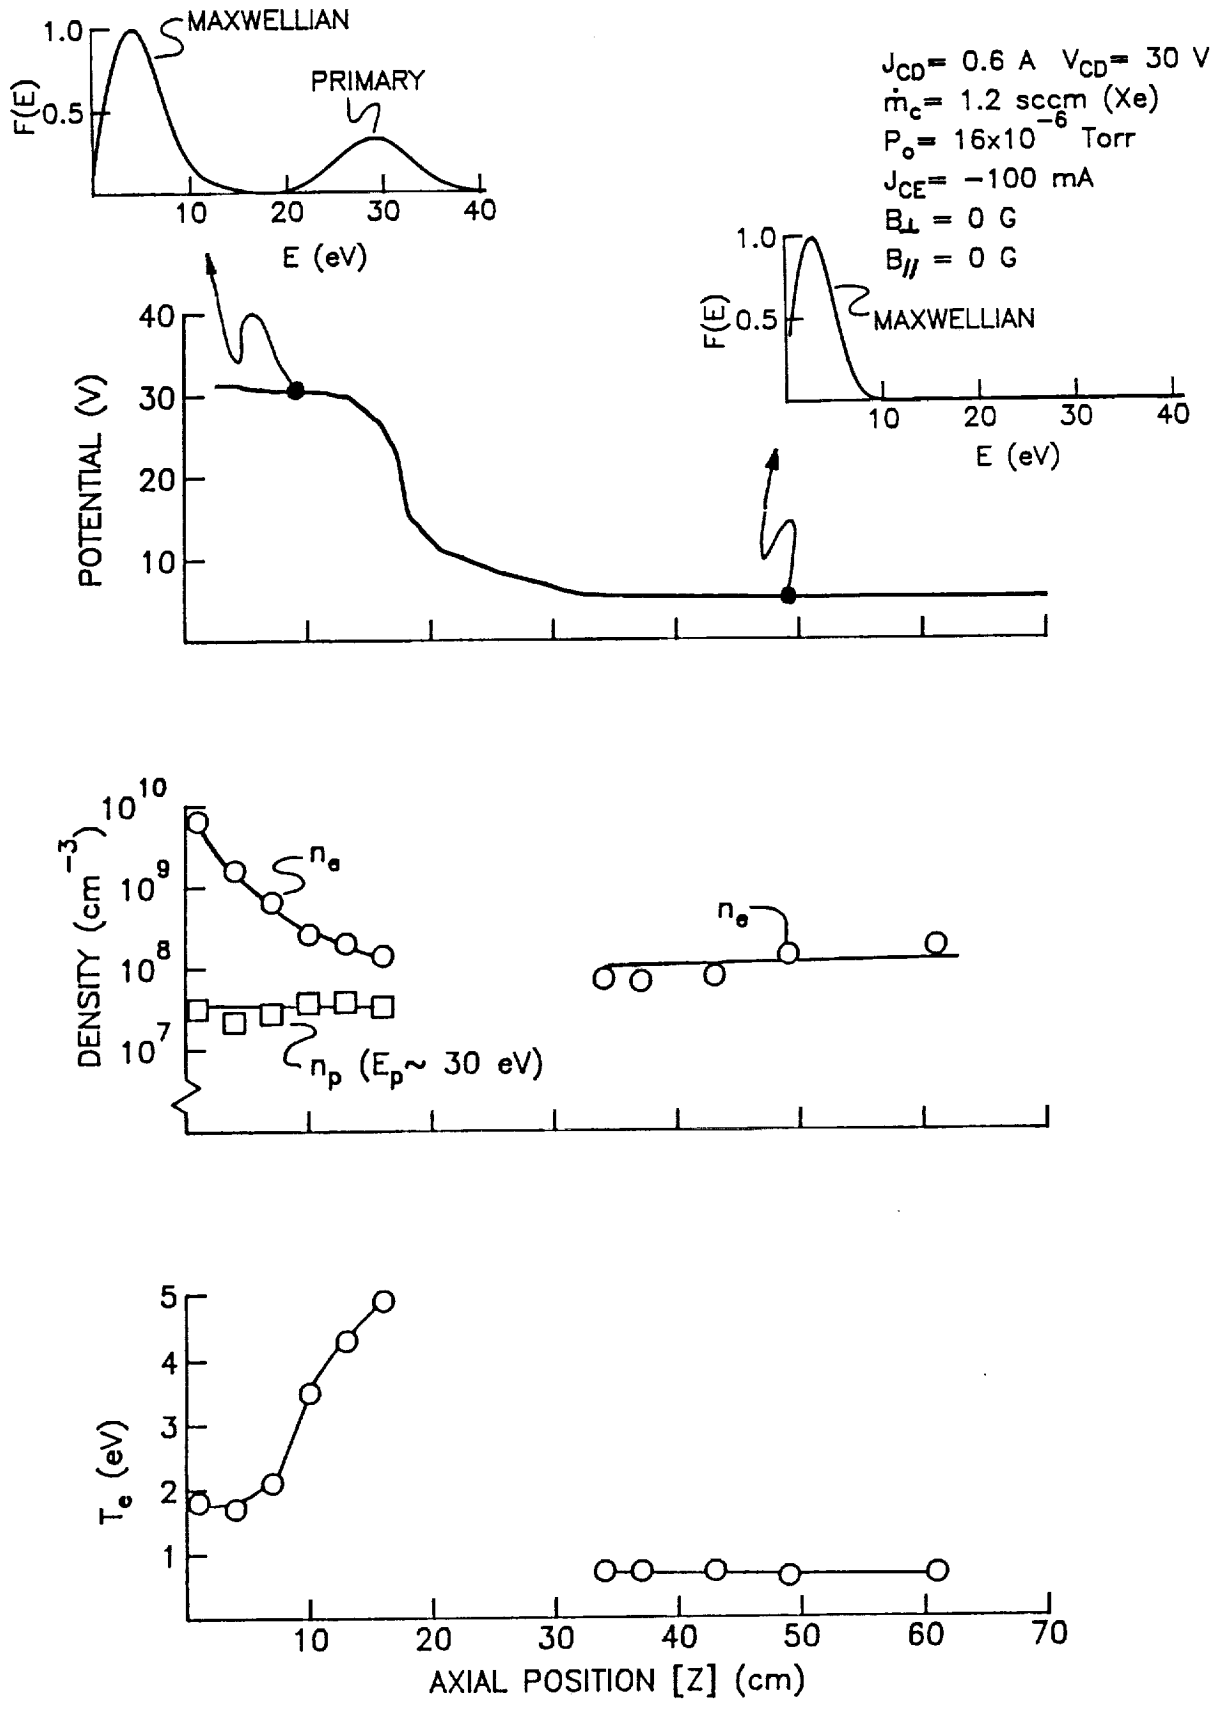 MAXWELLIAN
PRIMARY
1.0
0.5
F(E)
10 20 30 40
E (eV)
J_CD= 0.6 A V_CD= 30 V
ṁ_c= 1.2 sccm (Xe)
P_o= 16x10^-6 Torr
J_CE= -100 mA
B_⊥ = 0 G
B_// = 0 G
1.0
0.5
F(E)
MAXWELLIAN
10 20 30 40
E (eV)
40
30
20
10
POTENTIAL (V)
10^10
10^9
10^8
10^7
DENSITY (cm^-3)
n_e
n_e
n_p (E_p~ 30 eV)
5
4
3
2
1
T_e (eV)
10 20 30 40 50 60 70
AXIAL POSITION [Z] (cm)